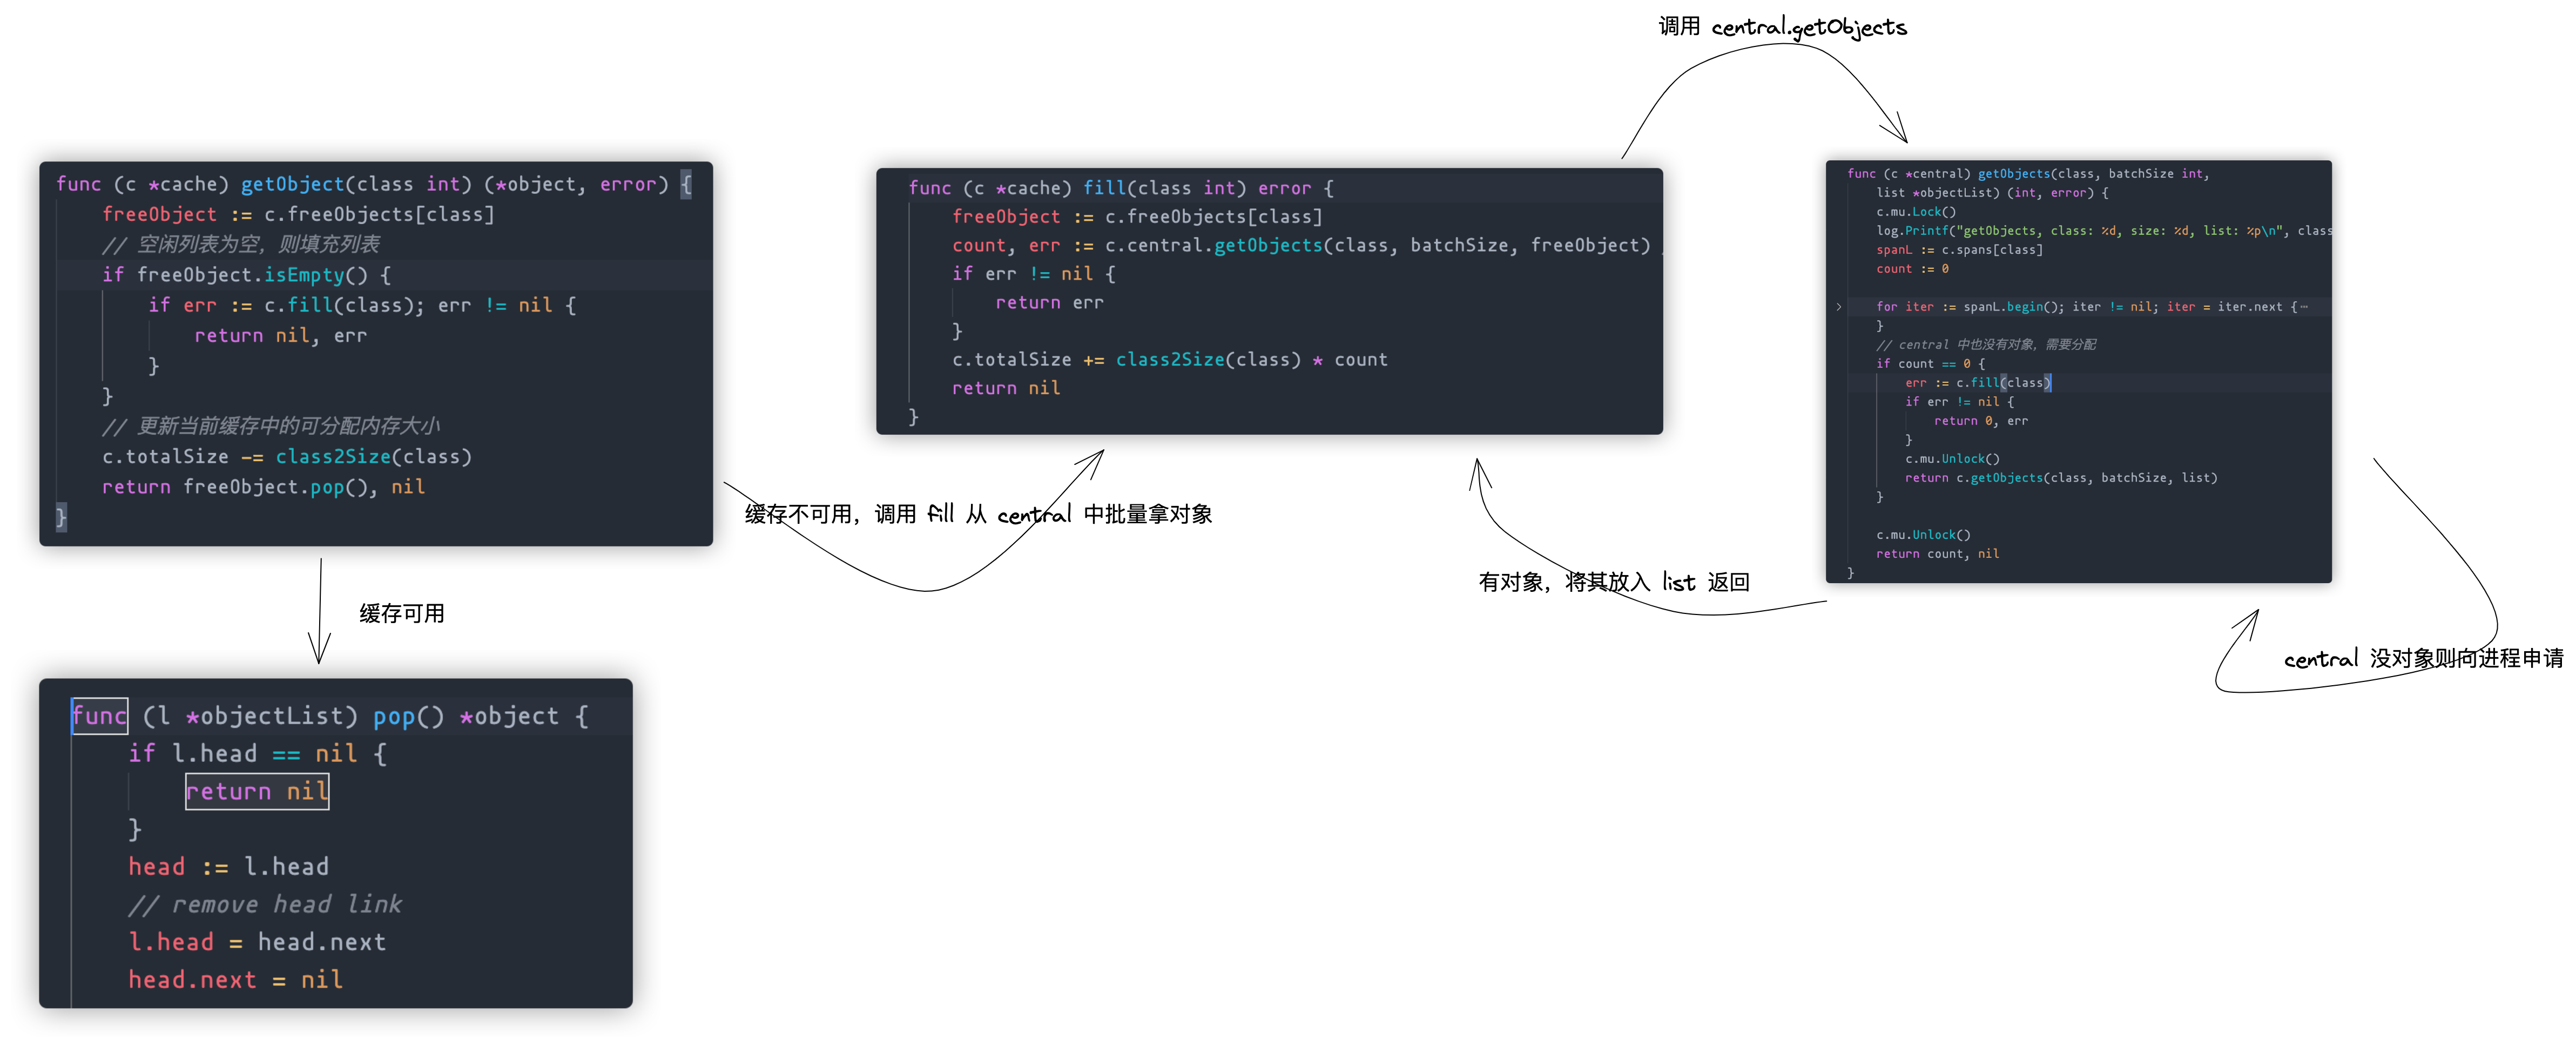 调用 central.getObjects
func (c *cache) getObject(class int) (*object, error) {
freeObject := c.freeObjects[class]
// 空闲列表为空，则填充列表
if freeObject.isEmpty() {
if err := c.fill(class); err != nil {
return nil, err
}
}
// 更新当前缓存中的可分配内存大小
c.totalSize -= class2Size(class)
return freeObject.pop(), nil
}
缓存可用
func (l *objectList) pop() *object {
if l.head == nil {
return nil
}
head := l.head
// remove head link
l.head = head.next
head.next = nil
缓存不可用，调用 fill 从 central 中批量拿对象
func (c *cache) fill(class int) error {
freeObject := c.freeObjects[class]
count, err := c.central.getObjects(class, batchSize, freeObject)
if err != nil {
return err
}
c.totalSize += class2Size(class) * count
return nil
}
有对象，将其放入 list 返回
func (c *central) getObjects(class, batchSize int,
list *objectList) (int, error) {
c.mu.Lock()
log.Printf("getObjects, class: %d, size: %d, list: %p\n", class
spanL := c.spans[class]
count := 0
for iter := spanL.begin(); iter != nil; iter = iter.next {⋯
}
// central 中也没有对象，需要分配
if count == 0 {
err := c.fill(class)
if err != nil {
return 0, err
}
c.mu.Unlock()
return c.getObjects(class, batchSize, list)
}
c.mu.Unlock()
return count, nil
}
central 没对象则向进程申请